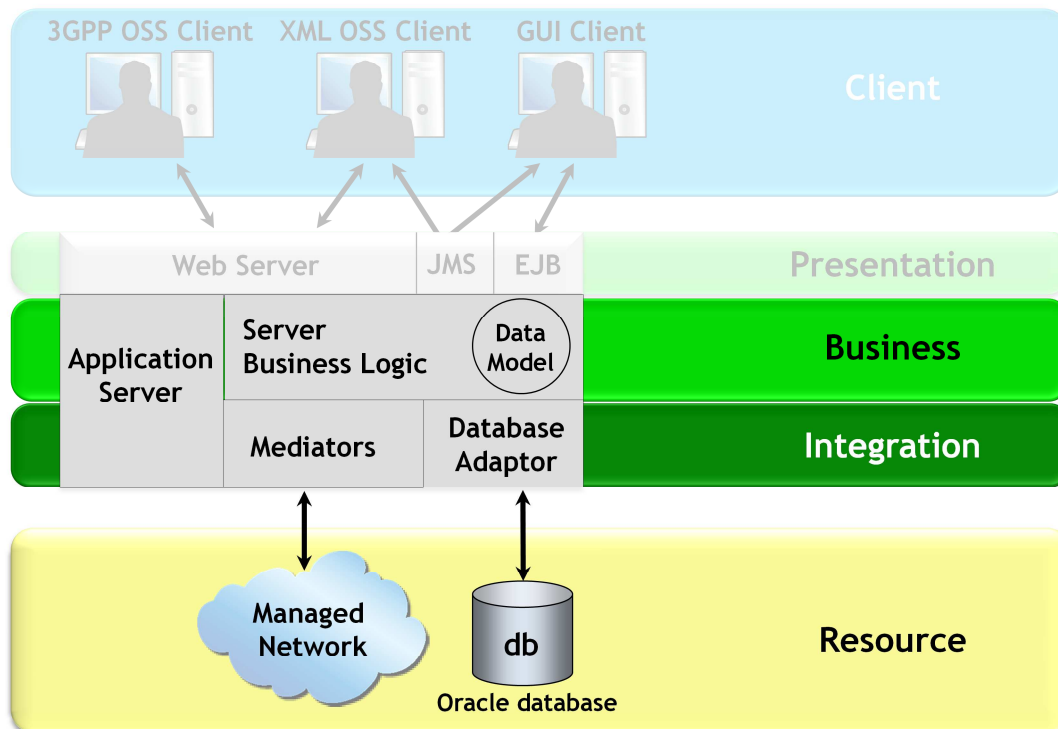 3GPP OSS Client
XML OSS Client
GUI Client
Client
Web Server
JMS
EJB
Presentation
Application
Server
Server
Business Logic
Data
Model
Business
Mediators
Database
Adaptor
Integration
Managed
Network
db
Oracle database
Resource